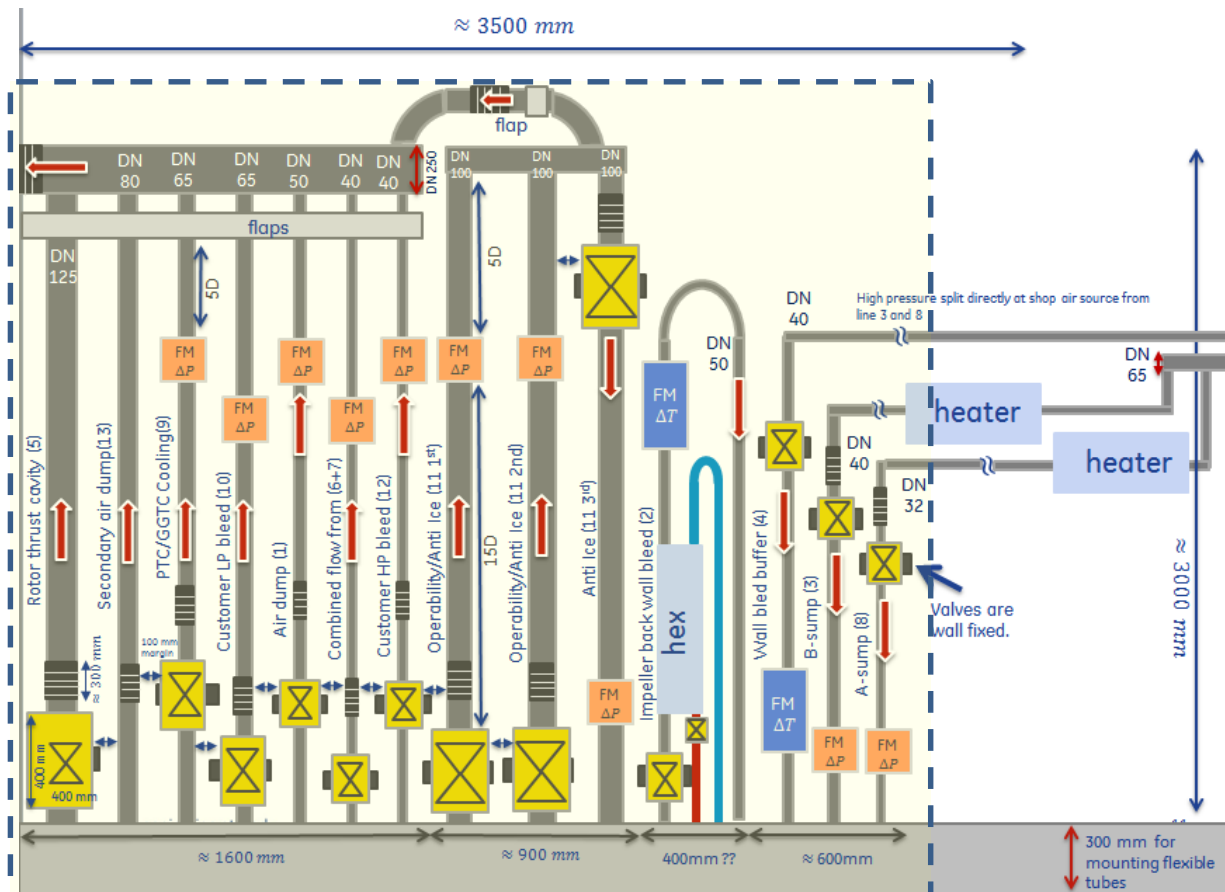 ≈ 3500 mm
flap
DN
80
DN
65
DN
65
DN
50
DN
40
DN
40
DN 250
DN
100
DN
100
DN
100
flaps
DN
125
5D
5D
DN
40
High pressure split directly at shop air source from
line 3 and 8
DN
50
DN
65
FM
ΔP
FM
ΔP
FM
ΔP
FM
ΔP
FM
ΔP
FM
ΔP
FM
ΔP
FM
ΔT
heater
heater
DN
40
DN
32
Rotor thrust cavity (5)
Secondary air dump(13)
PTC/GGTC Cooling(9)
Customer LP bleed (10)
Air dump (1)
Combined flow from (6+7)
Customer HP bleed (12)
Operability/Anti Ice (11 1st)
15D
Operability/Anti Ice (11 2nd)
Anti Ice (11 3rd)
Impeller back wall bleed (2)
hex
Wall bled buffer (4)
B-sump (3)
A-sump (8)
Valves are
wall fixed.
≈ 3000 mm
100 mm
margin
≈ 300 mm
FM
ΔP
FM
ΔT
FM
ΔP
FM
ΔP
400 mm
400 mm
≈ 1600 mm
≈ 900 mm
400mm ??
≈ 600mm
300 mm for
mounting flexible
tubes